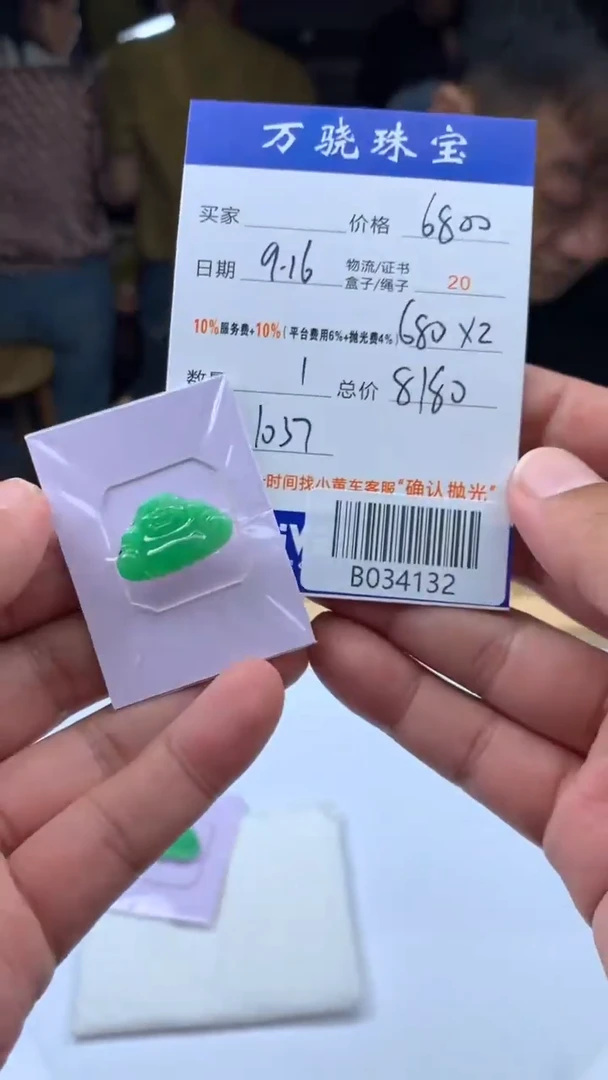 万骁珠宝
买家 价格 6800
日期 9.16 物流/证书 盒子/绳子 20
10%服务费+10%(平台费用6%+抛光费4%) 680 X2
数量 1 总价 8180
1037
时间找小黄车客服“确认抛光”
B034132